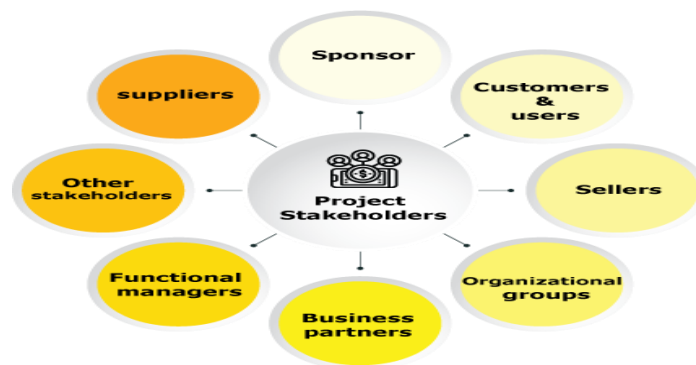 Sponsor
Customers
&
users
Sellers
Organizational
groups
Business
partners
Functional
managers
Other
stakeholders
suppliers
$
Project
Stakeholders